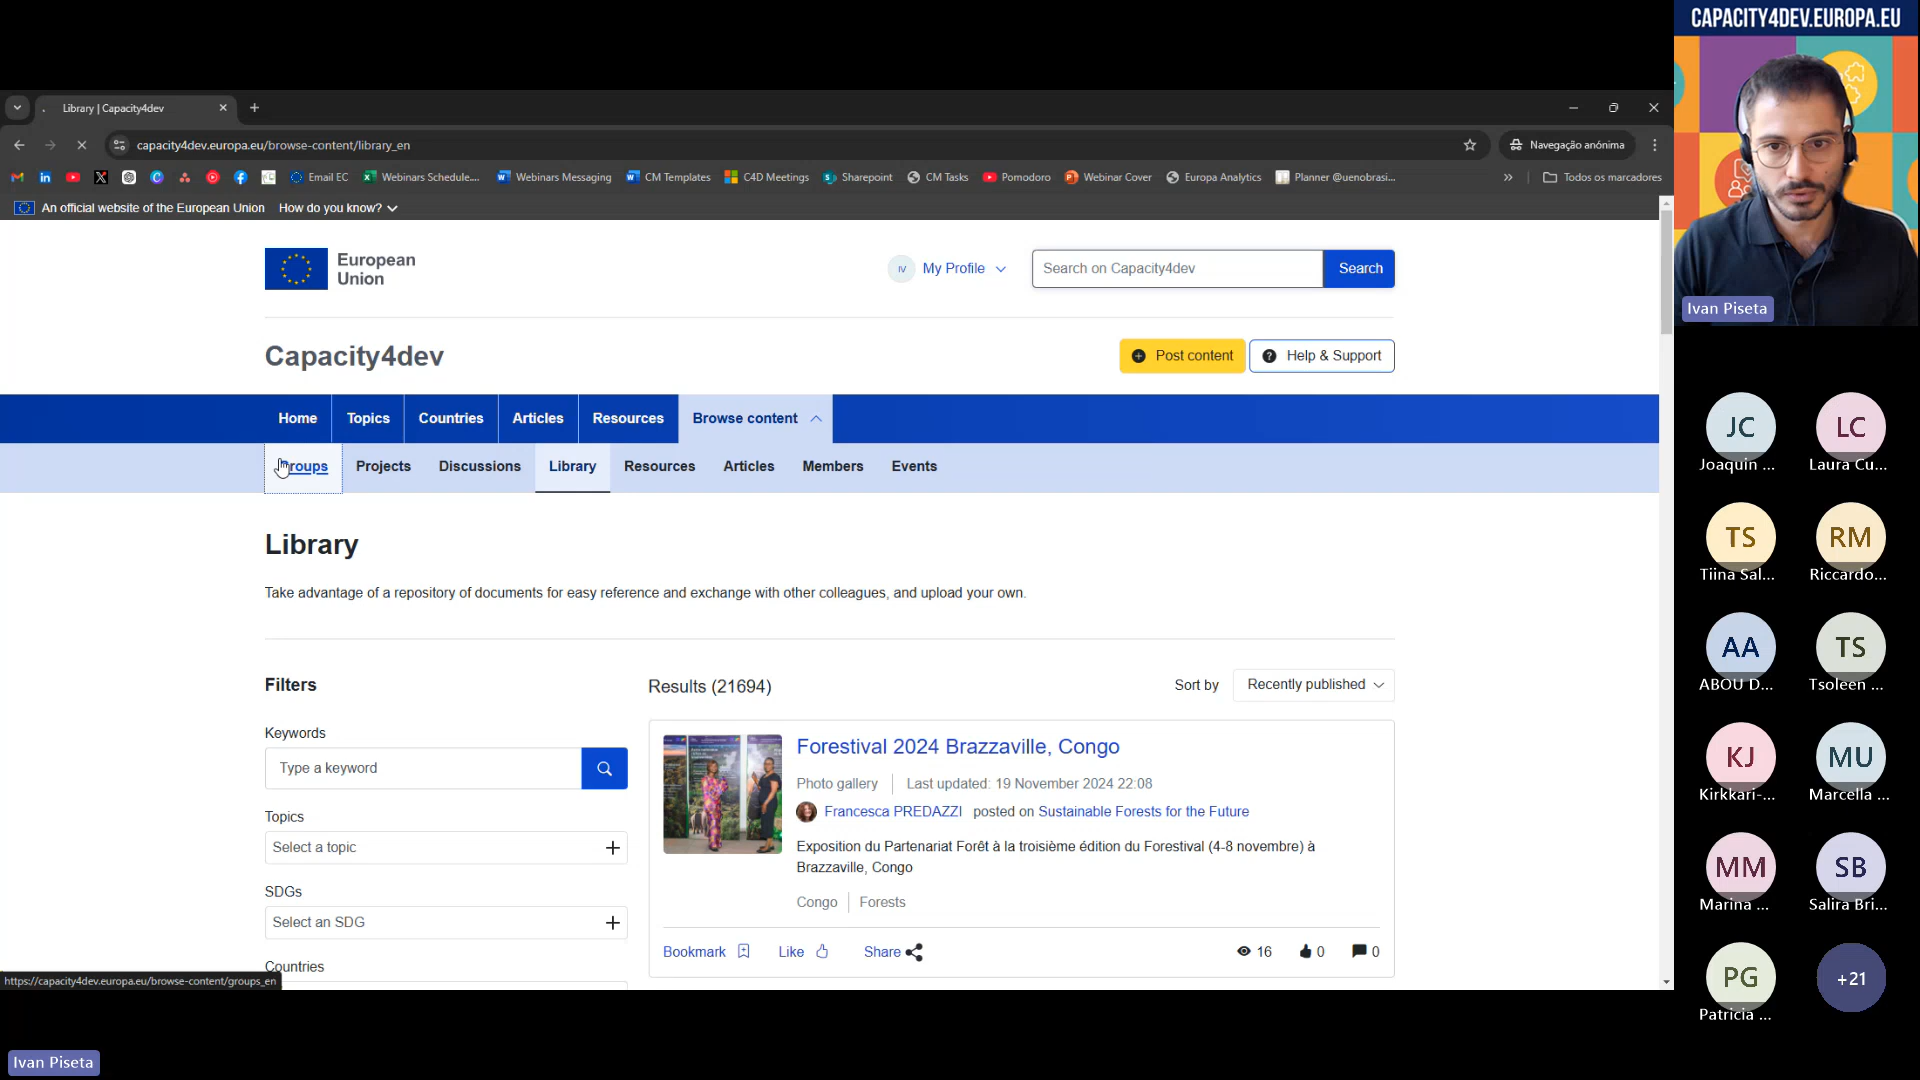 CAPACITY4DEV.EUROPA.EU
Library | Capacity4dev
capacity4dev.europa.eu/browse-content/library_en
Navegação anónima
Email EC
Webinars Schedule....
Webinars Messaging
CM Templates
C4D Meetings
Sharepoint
CM Tasks
Pomodoro
Webinar Cover
Europa Analytics
Planner @uenobrasi...
Todos os marcadores
An official website of the European Union How do you know?
European
Union
IV
My Profile
Search on Capacity4dev
Search
Capacity4dev
Post content
Help & Support
Home
Topics
Countries
Articles
Resources
Browse content
Projects
Discussions
Library
Resources
Articles
Members
Events
Library
Take advantage of a repository of documents for easy reference and exchange with other colleagues, and upload your own.
Filters
Results (21694)
Sort by
Recently published
Keywords
Type a keyword
Topics
Select a topic
SDGs
Select an SDG
Countries
Forestival 2024 Brazzaville, Congo
Photo gallery
Last updated: 19 November 2024 22:08
Francesca PREDAZZI posted on Sustainable Forests for the Future
Exposition du Partenariat Forêt à la troisième édition du Forestival (4-8 novembre) à
Brazzaville, Congo
Congo
Forests
Bookmark
Like
Share
16
0
0
https://capacity4dev.europa.eu/browse-content/groups_en
Ivan Piseta
Ivan Piseta
JC
Joaquin ...
LC
Laura Cu...
TS
Tiina Sal...
RM
Riccardo...
AA
ABOU D...
TS
Tsoleen ...
KJ
Kirkkari-...
MU
Marcella ...
MM
Marina ...
SB
Salira Bri...
PG
Patricia ...
+21